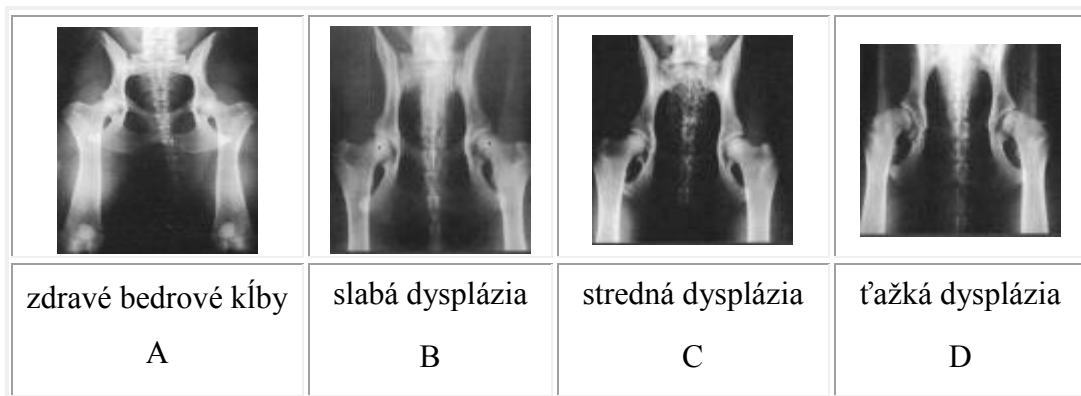 zdravé bedrové kĺby
A
slabá dysplázia
B
stredná dysplázia
C
ťažká dysplázia
D